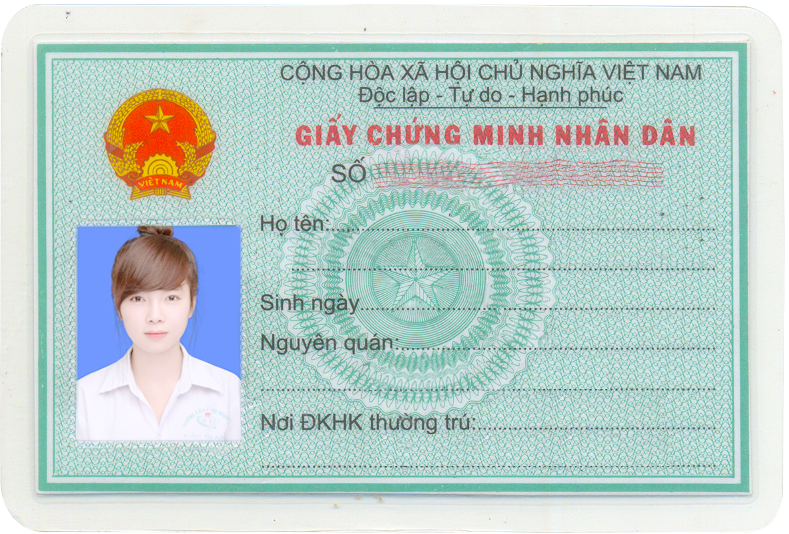 CỘNG HÒA XÃ HỘI CHỦ NGHĨA VIỆT NAM
Độc lập - Tự do - Hạnh phúc
GIẤY CHỨNG MINH NHÂN DÂN
SỐ
VIỆT NAM
Họ tên:
Sinh ngày
Nguyên quán:
Nơi ĐKHK thường trú: